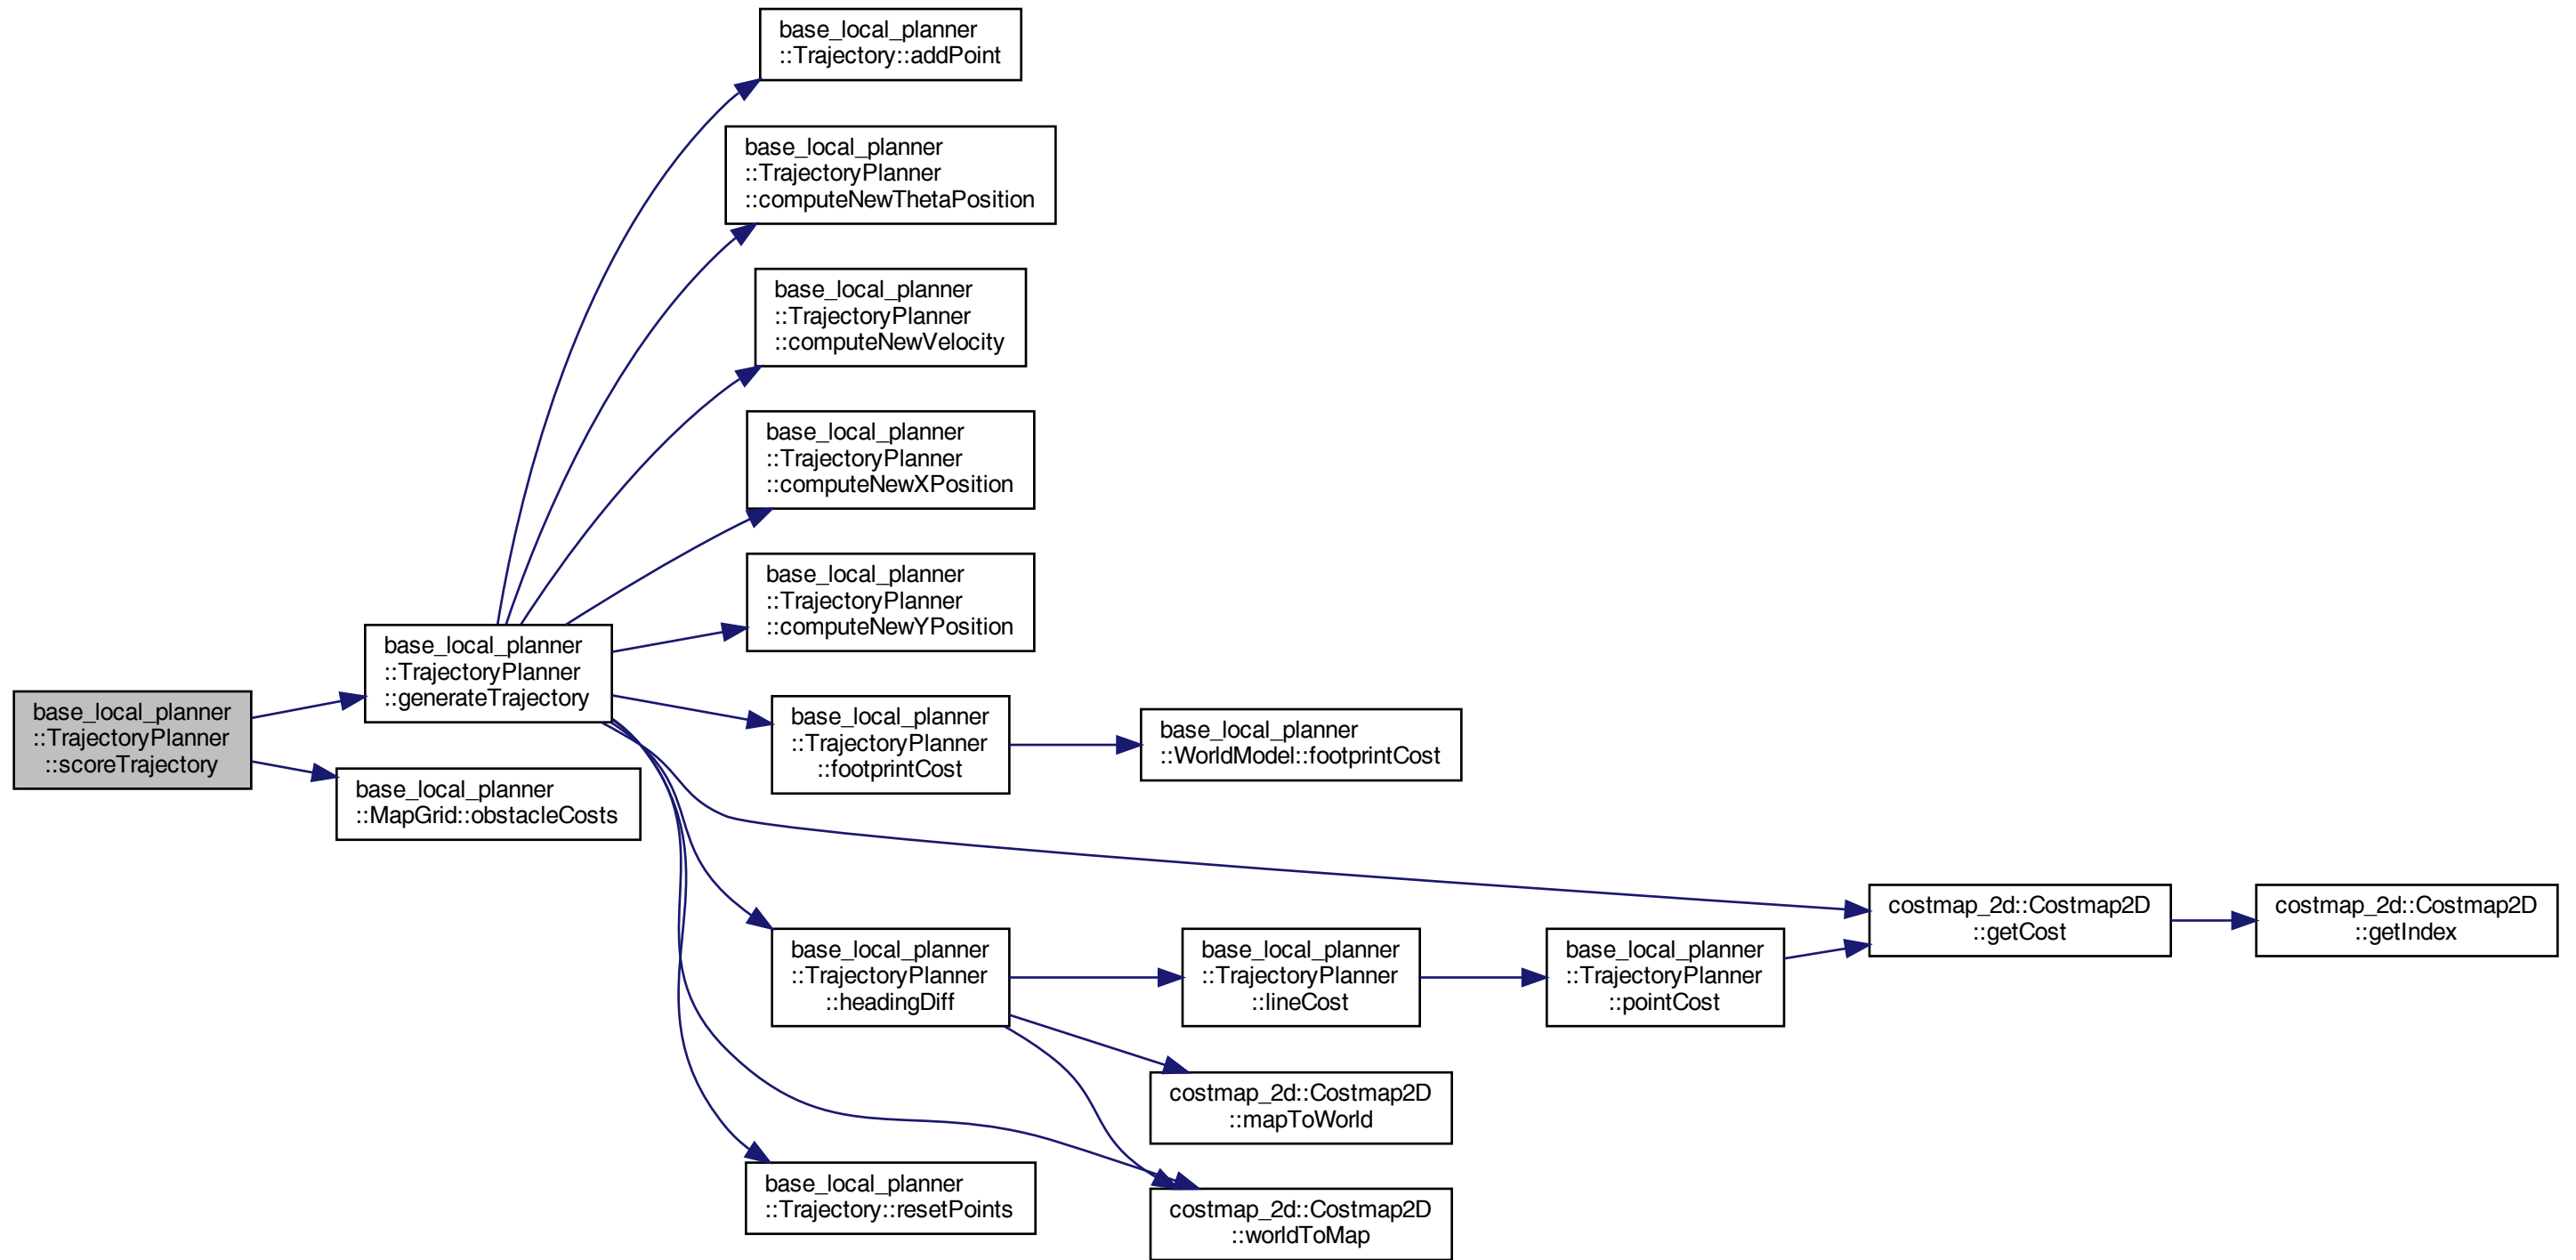 base_local_planner
::Trajectory::addPoint
base_local_planner
::TrajectoryPlanner
::computeNewThetaPosition
base_local_planner
::TrajectoryPlanner
::computeNewVelocity
base_local_planner
::TrajectoryPlanner
::computeNewXPosition
base_local_planner
::TrajectoryPlanner
::computeNewYPosition
base_local_planner
::TrajectoryPlanner
::generateTrajectory
base_local_planner
::TrajectoryPlanner
::scoreTrajectory
base_local_planner
::TrajectoryPlanner
::footprintCost
base_local_planner
::WorldModel::footprintCost
base_local_planner
::MapGrid::obstacleCosts
costmap_2d::Costmap2D
::getCost
costmap_2d::Costmap2D
::getIndex
base_local_planner
::TrajectoryPlanner
::headingDiff
base_local_planner
::TrajectoryPlanner
::lineCost
base_local_planner
::TrajectoryPlanner
::pointCost
costmap_2d::Costmap2D
::mapToWorld
base_local_planner
::Trajectory::resetPoints
costmap_2d::Costmap2D
::worldToMap